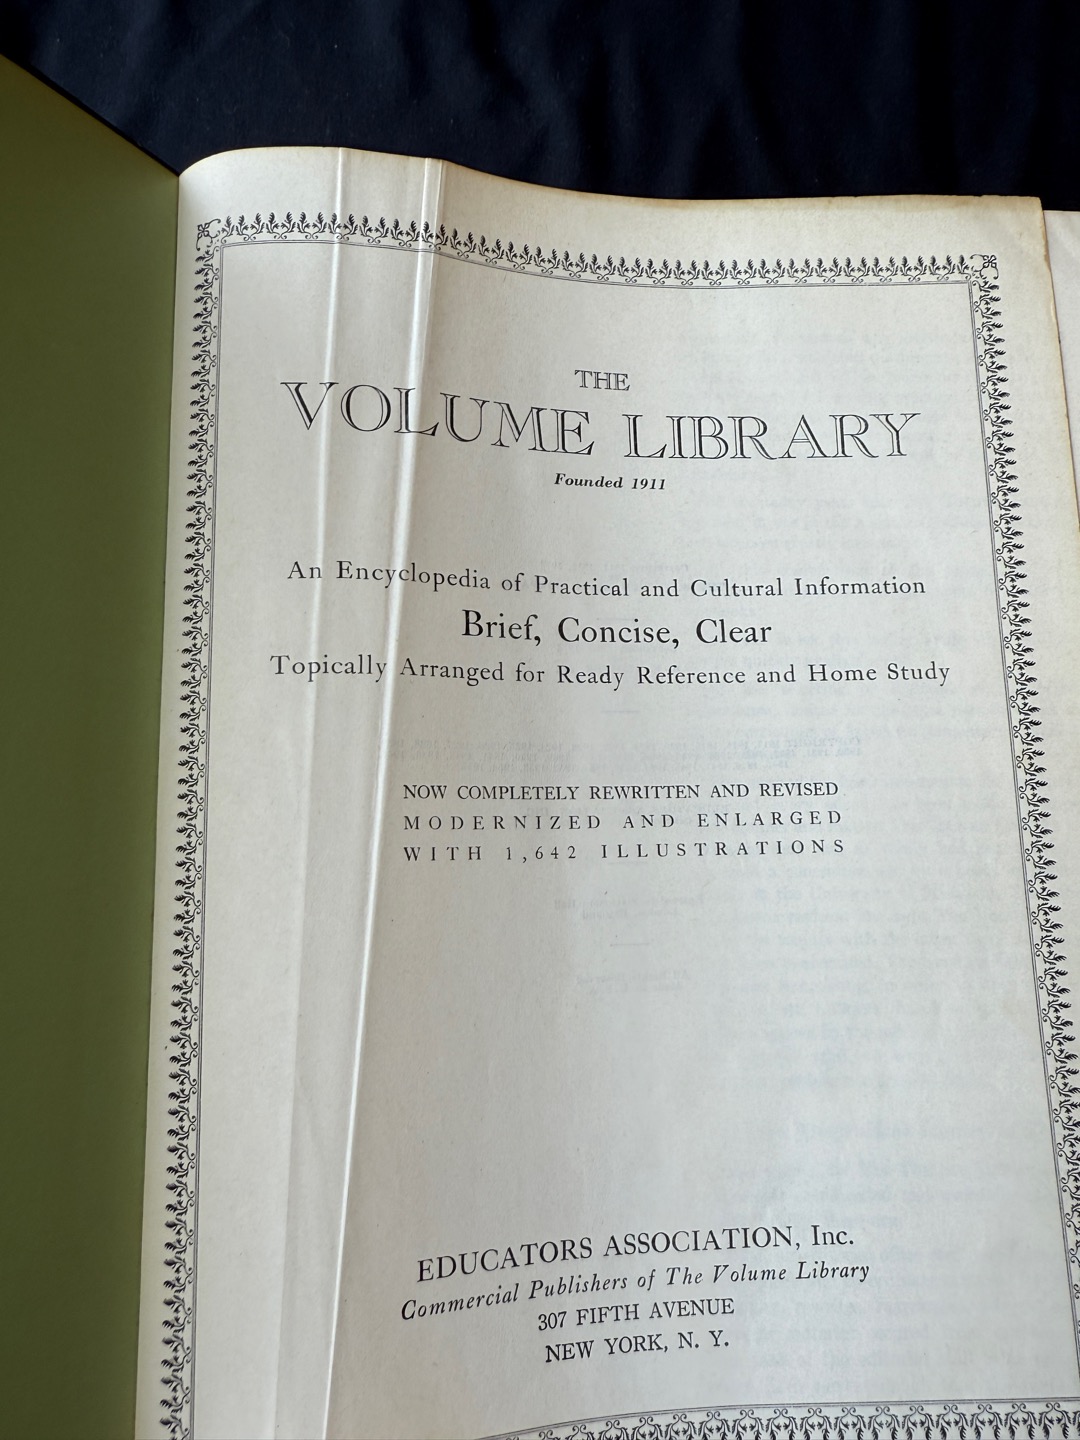 THE
VOLUME LIBRARY
Founded 1911
An Encyclopedia of Practical and Cultural Information
Brief, Concise, Clear
Topically Arranged for Ready Reference and Home Study
NOW COMPLETELY REWRITTEN AND REVISED
MODERNIZED AND ENLARGED
WITH 1,642 ILLUSTRATIONS
EDUCATORS ASSOCIATION, Inc.
Commercial Publishers of The Volume Library
307 FIFTH AVENUE
NEW YORK, N. Y.